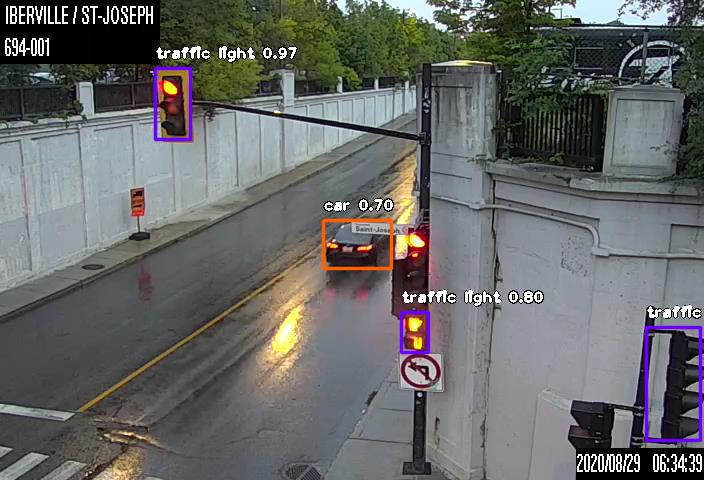 IBERVILLE / ST-JOSEPH
694-001
traffic light 0.97
car 0.70
Saint-Joseph
traffic light 0.80
traffic
2020/08/29 06:34:39